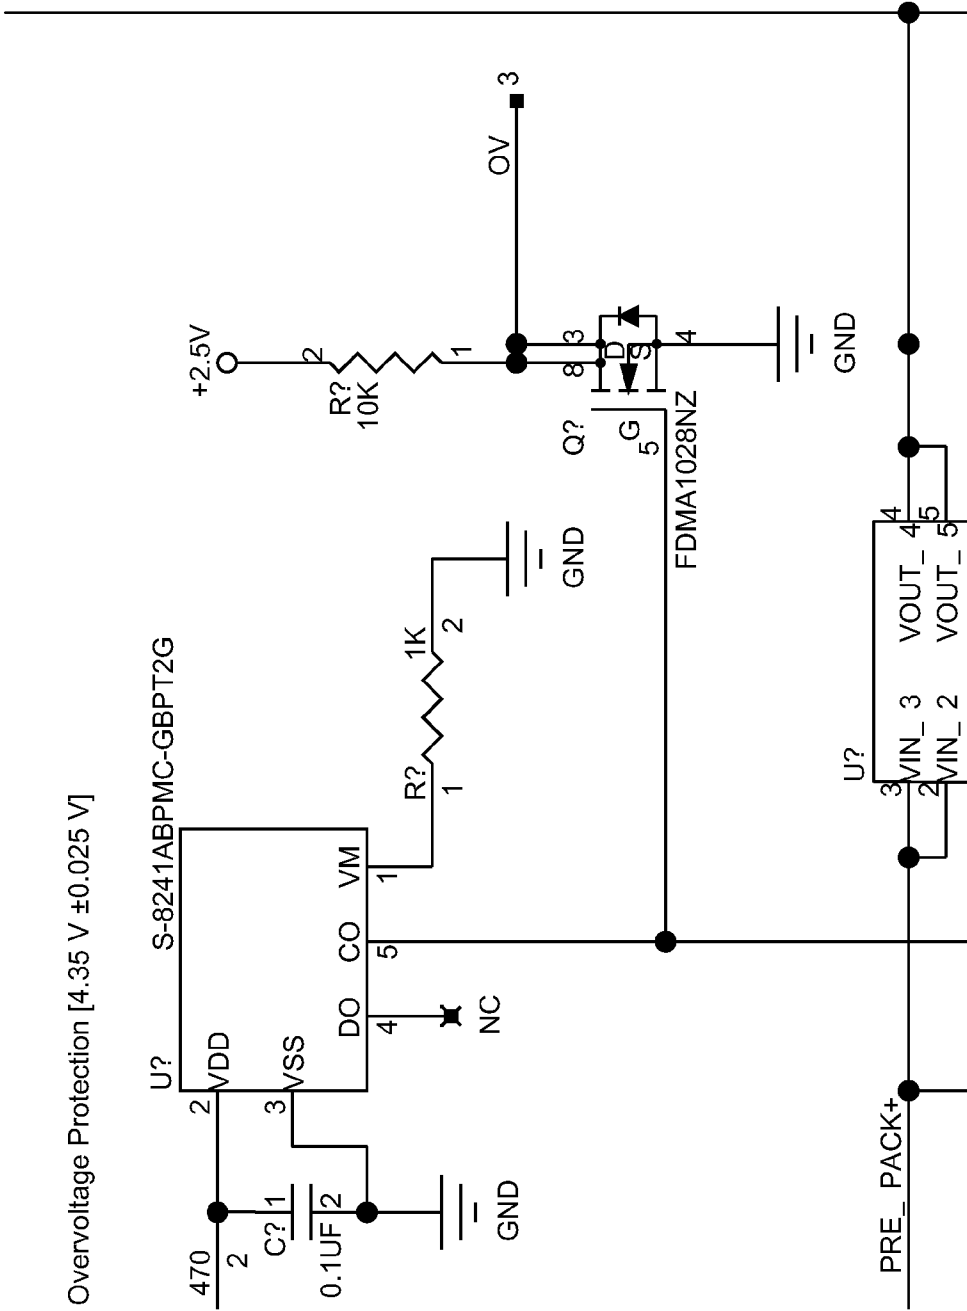 Overvoltage Protection [4.35 V ±0.025 V]
U?
S-8241ABPMC-GBPT2G
470
2
C?
1
0.1UF
2
GND
2
VDD
3
VSS
DO
4
NC
CO
5
VM
1
R?
1
1K
2
GND
+2.5V
2
R?
10K
1
OV
3
Q?
8
3
D
S
G
5
4
FDMA1028NZ
GND
PRE_ PACK+
U?
3
VIN_ 3
VOUT_ 4
4
2
VIN_ 2
VOUT_ 5
5